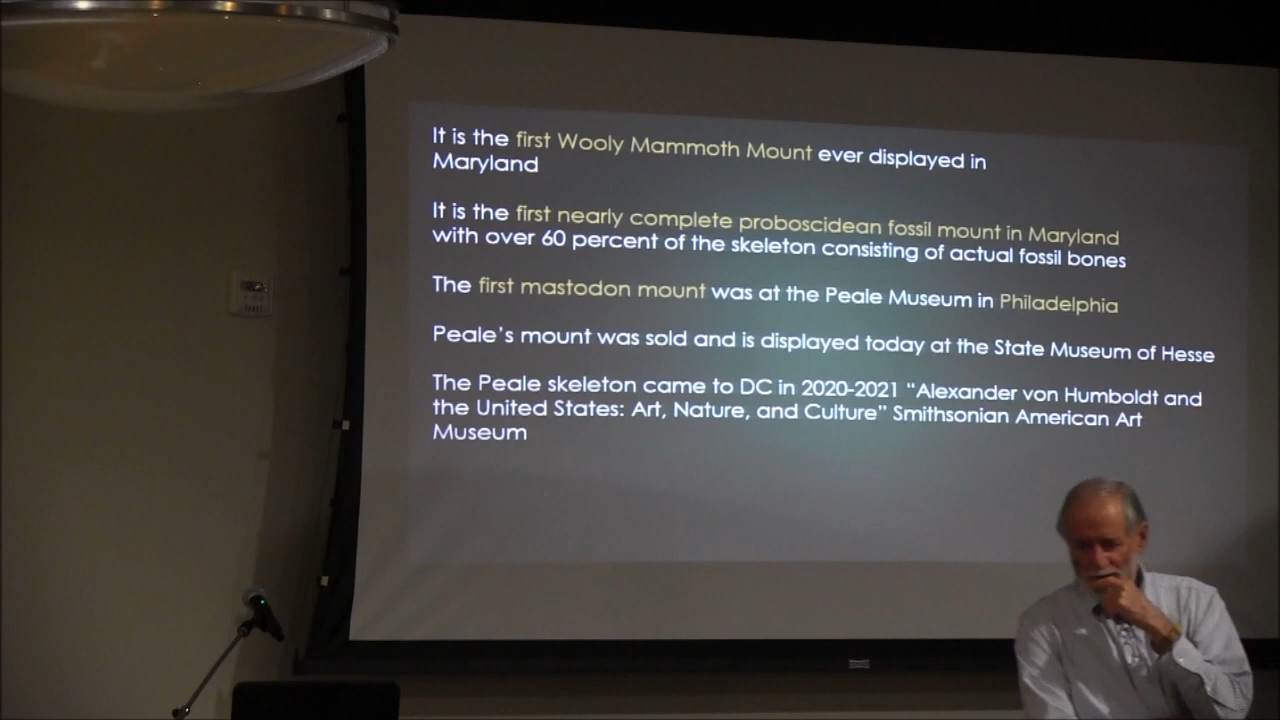 It is the first Wooly Mammoth Mount ever displayed in
Maryland
It is the first nearly complete proboscidean fossil mount in Maryland
with over 60 percent of the skeleton consisting of actual fossil bones
The first mastodon mount was at the Peale Museum in Philadelphia
Peale’s mount was sold and is displayed today at the State Museum of Hesse
The Peale skeleton came to DC in 2020-2021 “Alexander von Humboldt and
the United States: Art, Nature, and Culture” Smithsonian American Art
Museum